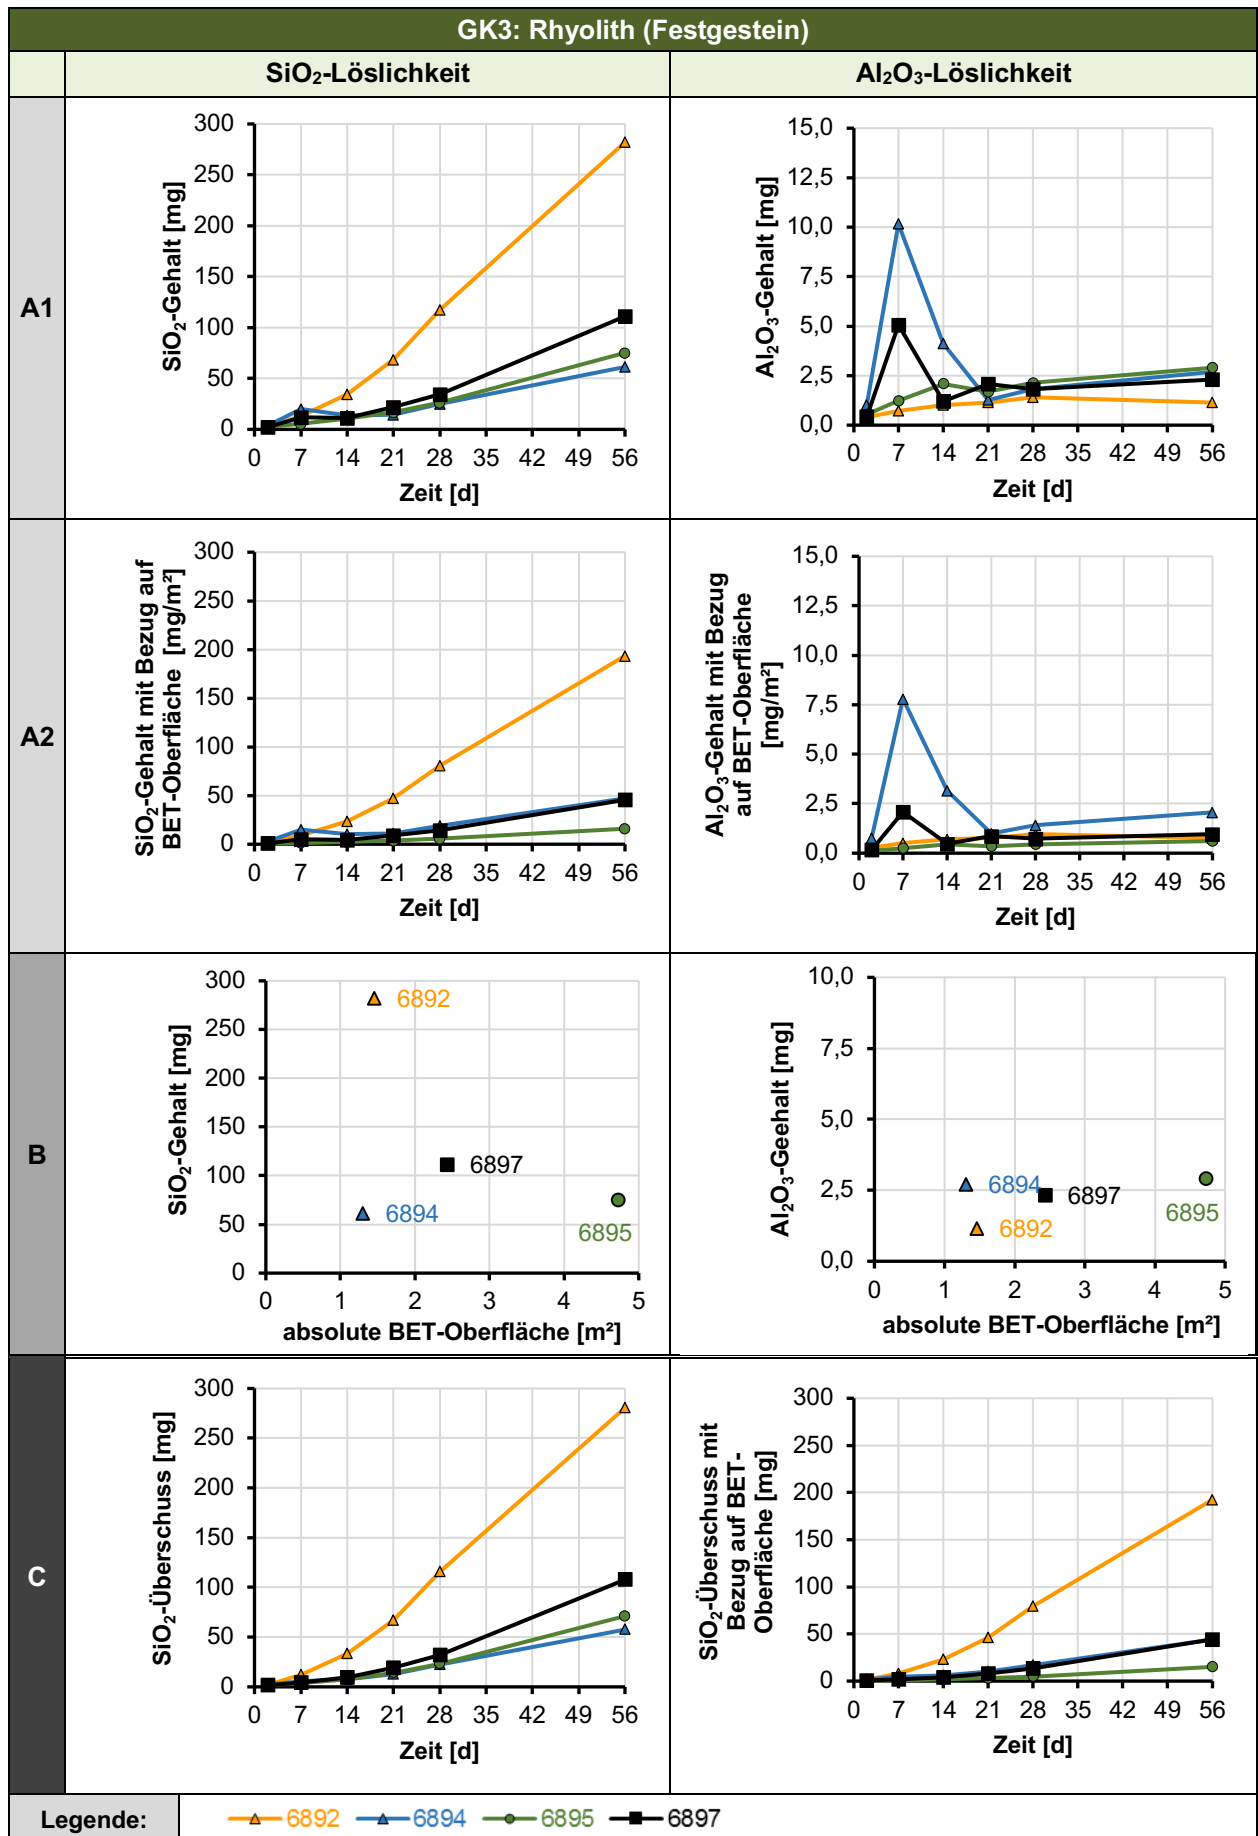 GK3: Rhyolith (Festgestein)
SiO₂-Löslichkeit
Al₂O₃-Löslichkeit
A1
SiO₂-Gehalt [mg]
300
250
200
150
100
50
0
0 7 14 21 28 35 42 49 56
Zeit [d]
Al₂O₃-Gehalt [mg]
15,0
12,5
10,0
7,5
5,0
2,5
0,0
0 7 14 21 28 35 42 49 56
Zeit [d]
A2
SiO₂-Gehalt mit Bezug auf
BET-Oberfläche [mg/m²]
300
250
200
150
100
50
0
0 7 14 21 28 35 42 49 56
Zeit [d]
Al₂O₃-Gehalt mit Bezug
auf BET-Oberfläche
[mg/m²]
15,0
12,5
10,0
7,5
5,0
2,5
0,0
0 7 14 21 28 35 42 49 56
Zeit [d]
B
SiO₂-Gehalt [mg]
300
250
200
150
100
50
0
6892
6897
6894
6895
0 1 2 3 4 5
absolute BET-Oberfläche [m²]
Al₂O₃-Geehalt [mg]
10,0
7,5
5,0
2,5
0,0
6894
6897
6895
6892
0 1 2 3 4 5
absolute BET-Oberfläche [m²]
C
SiO₂-Überschuss [mg]
300
250
200
150
100
50
0
0 7 14 21 28 35 42 49 56
Zeit [d]
SiO₂-Überschuss mit
Bezug auf BET-
Oberfläche [mg]
300
250
200
150
100
50
0
0 7 14 21 28 35 42 49 56
Zeit [d]
Legende:
6892 6894 6895 6897